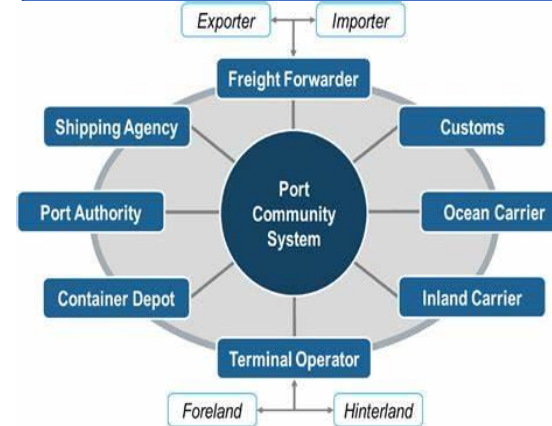 Exporter
Importer
Freight Forwarder
Shipping Agency
Customs
Port
Community
System
Port Authority
Ocean Carrier
Container Depot
Inland Carrier
Terminal Operator
Foreland
Hinterland